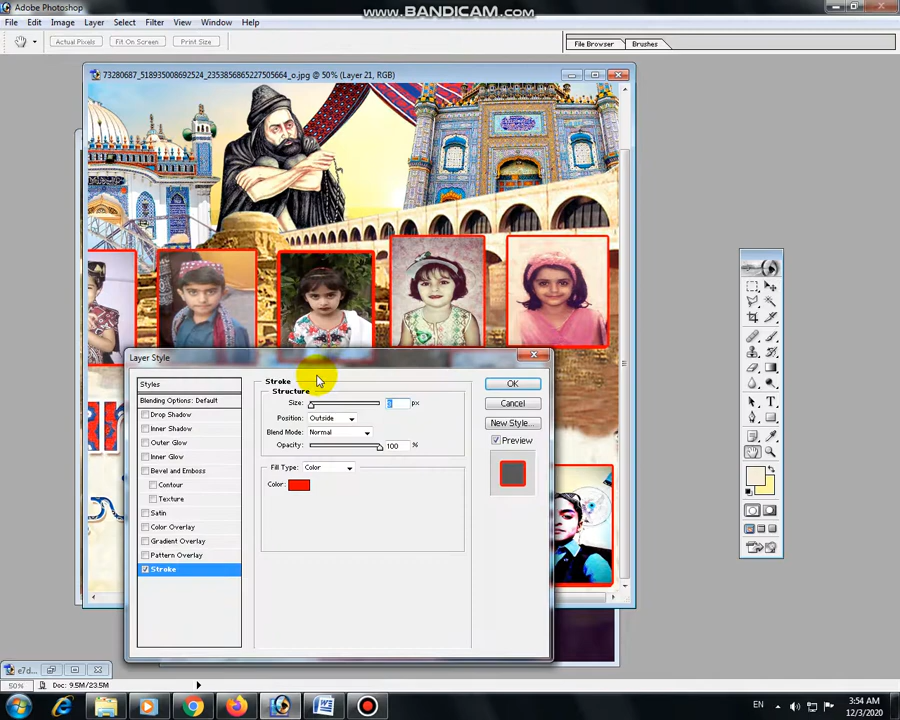 Adobe Photoshop
www.BANDICAM.com
File Edit Image Layer Select Filter View Window Help
Actual Pixels Fit On Screen Print Size
File Browser Brushes
73280687_518935008692524_2353856865227505664_o.jpg @ 50% (Layer 21, RGB)
Layer Style
Styles
Blending Options: Default
Drop Shadow
Inner Shadow
Outer Glow
Inner Glow
Bevel and Emboss
Contour
Texture
Satin
Color Overlay
Gradient Overlay
Pattern Overlay
Stroke
Stroke
Structure
Size: px
Position: Outside
Blend Mode: Normal
Opacity: 100 %
Fill Type: Color
Color:
OK
Cancel
New Style...
Preview
e7d...
50% Doc: 9.5M/23.5M
EN
3:54 AM
12/3/2020